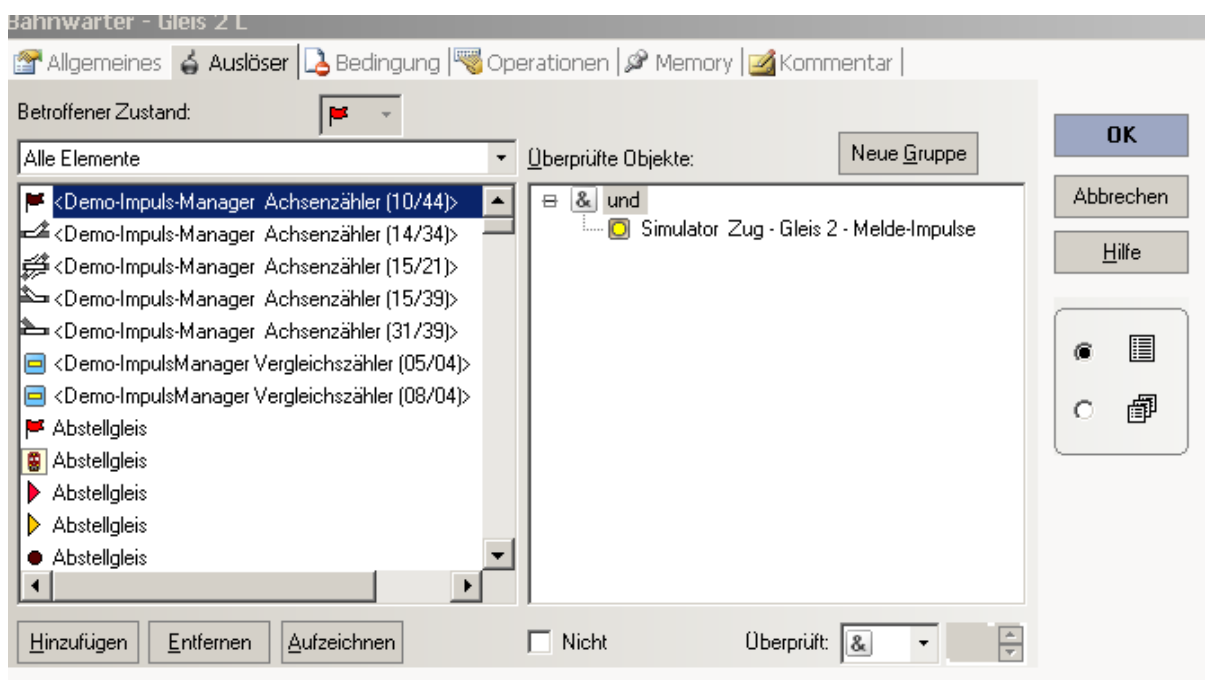 Bahnwärter - Gleis 2 L
Allgemeines Auslöser Bedingung Operationen Memory Kommentar
Betroffener Zustand:
Alle Elemente
Überprüfte Objekte:
Neue Gruppe
OK
Abbrechen
Hilfe
<Demo-Impuls-Manager Achsenzähler (10/44)>
<Demo-Impuls-Manager Achsenzähler (14/34)>
<Demo-Impuls-Manager Achsenzähler (15/21)>
<Demo-Impuls-Manager Achsenzähler (15/39)>
<Demo-Impuls-Manager Achsenzähler (31/39)>
<Demo-ImpulsManager Vergleichszähler (05/04)>
<Demo-ImpulsManager Vergleichszähler (08/04)>
Abstellgleis
Abstellgleis
Abstellgleis
Abstellgleis
Abstellgleis
& und
Simulator Zug - Gleis 2 - Melde-Impulse
Hinzufügen Entfernen Aufzeichnen
Nicht Überprüft: &